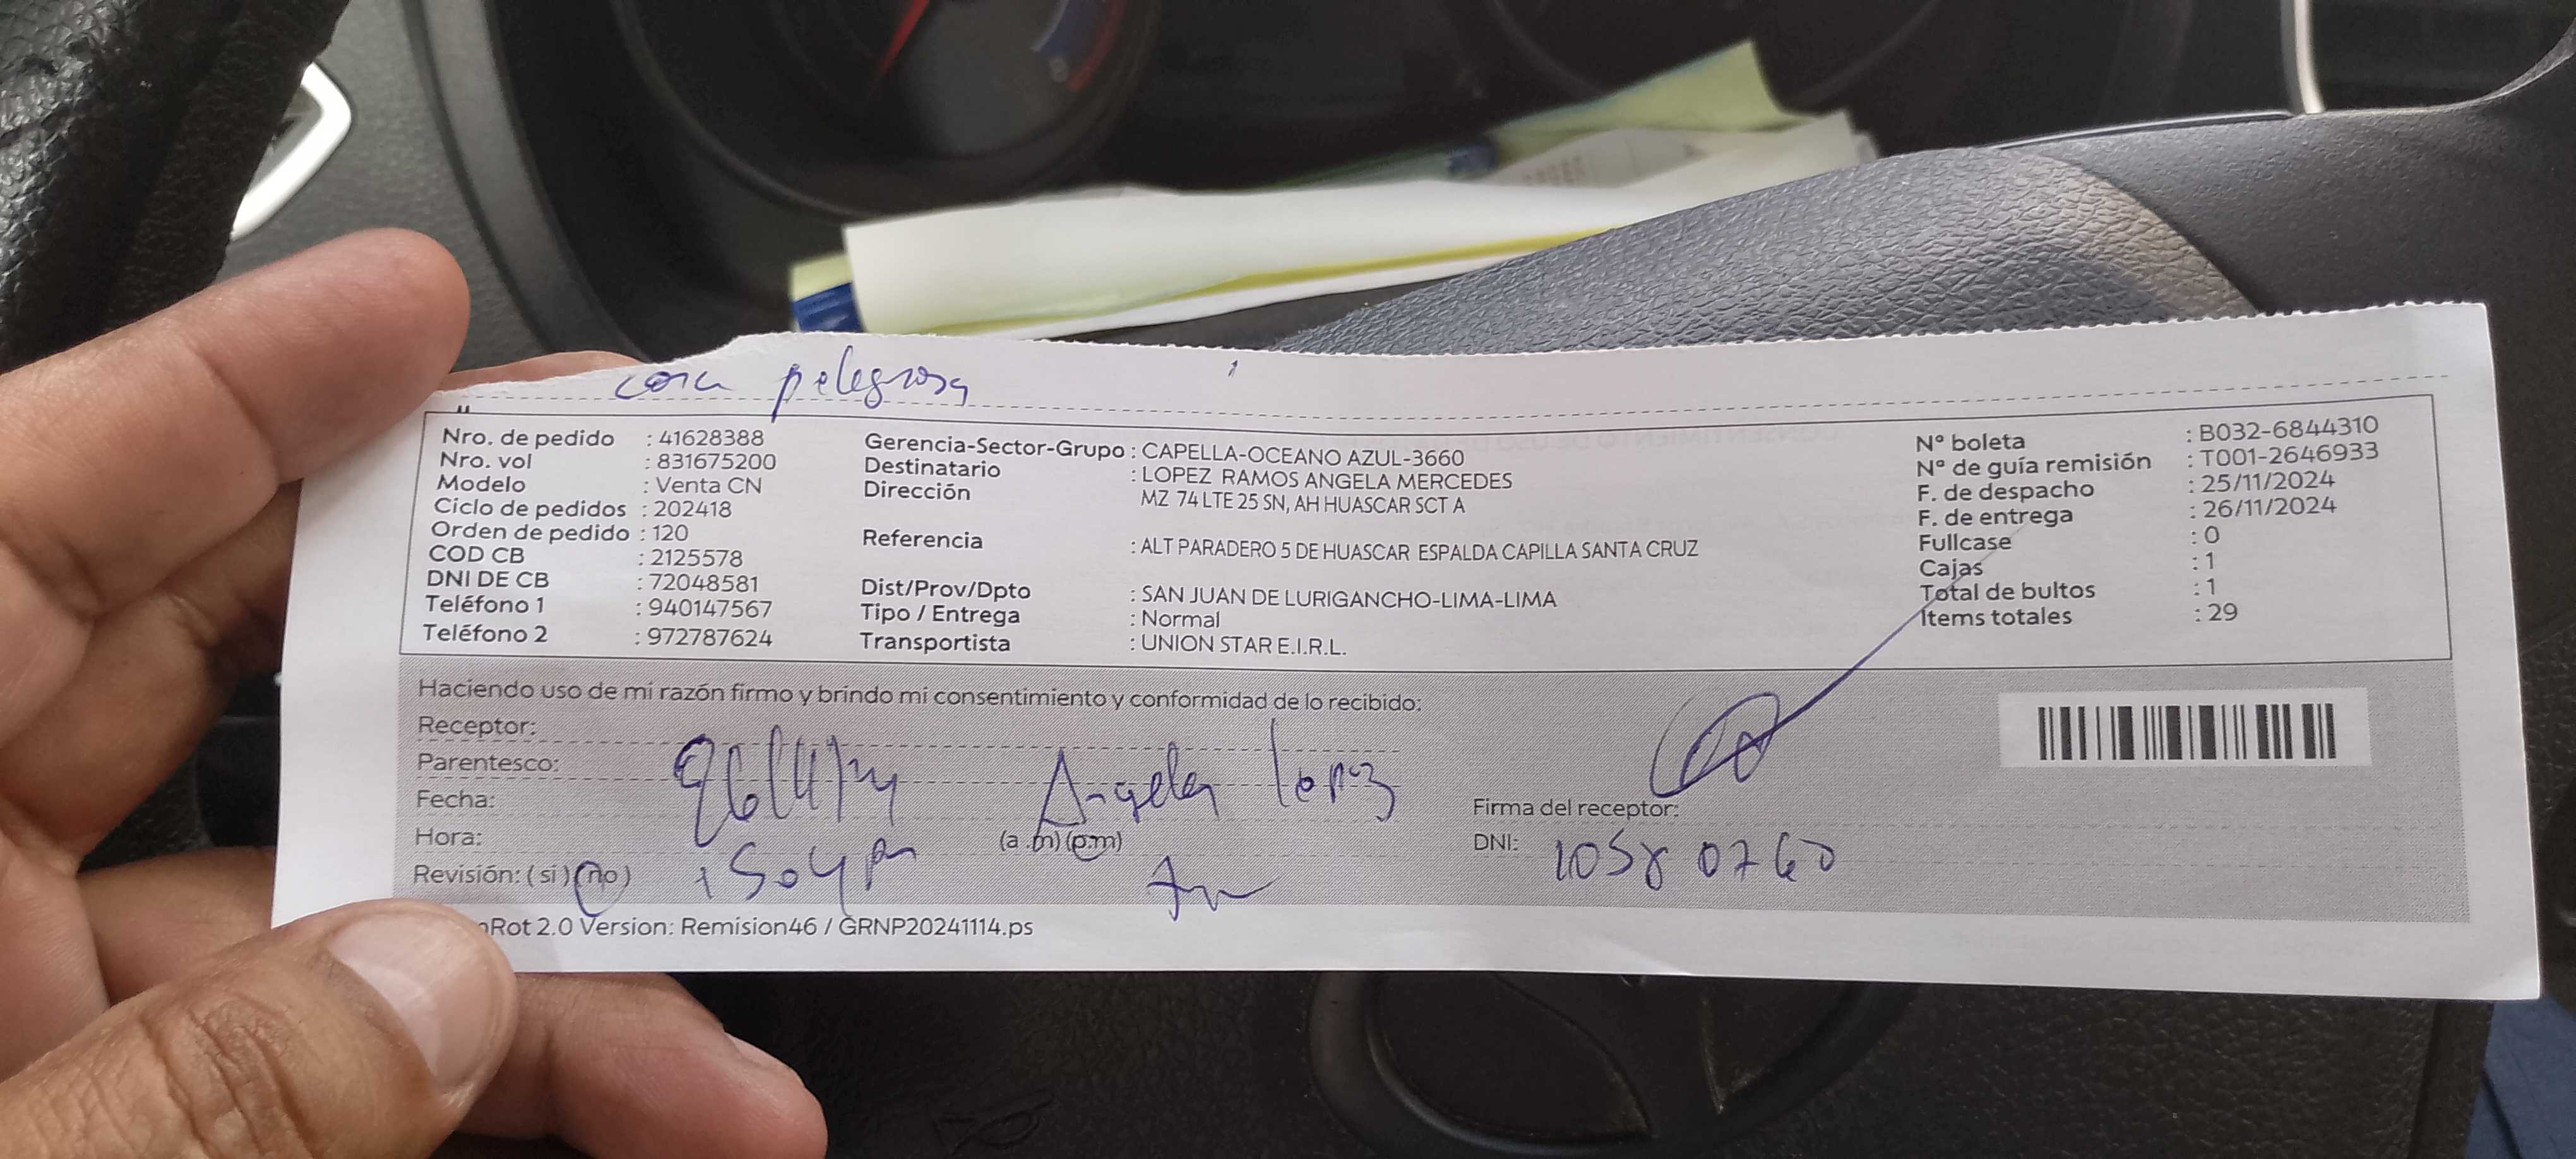 Nro. de pedido : 41628388
Nro. vol : 831675200
Modelo : Venta CN
Ciclo de pedidos : 202418
Orden de pedido : 120
COD CB : 2125578
DNI DE CB : 72048581
Teléfono 1 : 940147567
Teléfono 2 : 972787624
Gerencia-Sector-Grupo : CAPELLA-OCEANO AZUL-3660
Destinatario : LOPEZ RAMOS ANGELA MERCEDES
Dirección MZ 74 LTE 25 SN, AH HUASCAR SCT A
Referencia : ALT PARADERO 5 DE HUASCAR ESPALDA CAPILLA SANTA CRUZ
Dist/Prov/Dpto : SAN JUAN DE LURIGANCHO-LIMA-LIMA
Tipo / Entrega : Normal
Transportista : UNION STAR E.I.R.L.
N° boleta : B032-6844310
N° de guía remisión : T001-2646933
F. de despacho : 25/11/2024
F. de entrega : 26/11/2024
Fullcase : 0
Cajas : 1
Total de bultos : 1
Items totales : 29
Haciendo uso de mi razón firmo y brindo mi consentimiento y conformidad de lo recibido:
Receptor:
Parentesco: Angela Lopez
Fecha: 26/11/24
Hora: (a.m) (p.m)
Revisión: (si) (no)
Firma del receptor:
DNI: 10580760
Rot 2.0 Version: Remision46 / GRNP20241114.ps